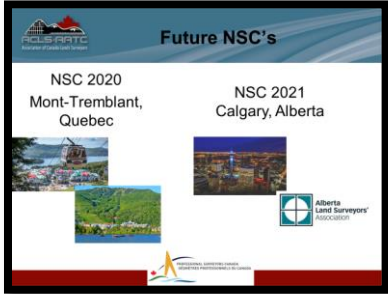 ACLS-AATC
Association of Canada Lands Surveyors
Future NSC's
NSC 2020
Mont-Tremblant,
Quebec
NSC 2021
Calgary, Alberta
Alberta
Land Surveyors'
Association
PROFESSIONAL SURVEYORS CANADA
GÉOMÈTRES PROFESSIONNELS DU CANADA